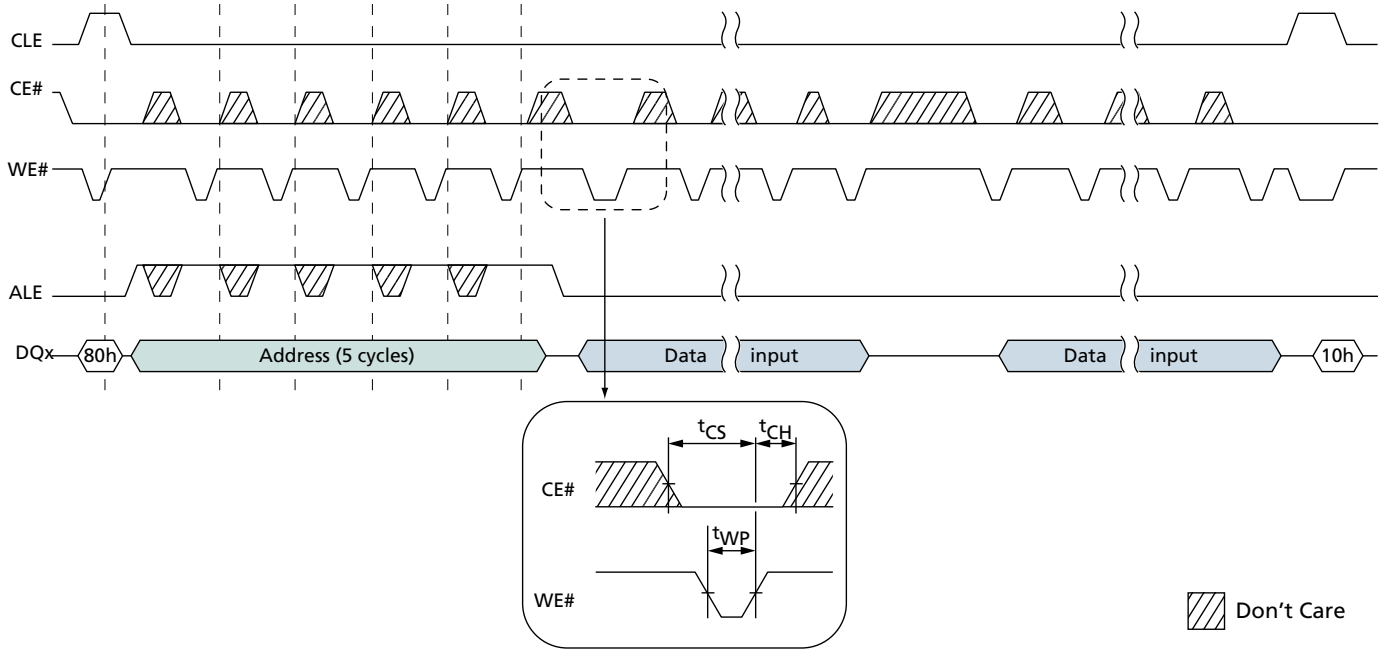 CLE
CE#
WE#
ALE
DQx 80h Address (5 cycles) Data input Data input 10h
tCS tCH
CE#
tWP
WE#
Don't Care